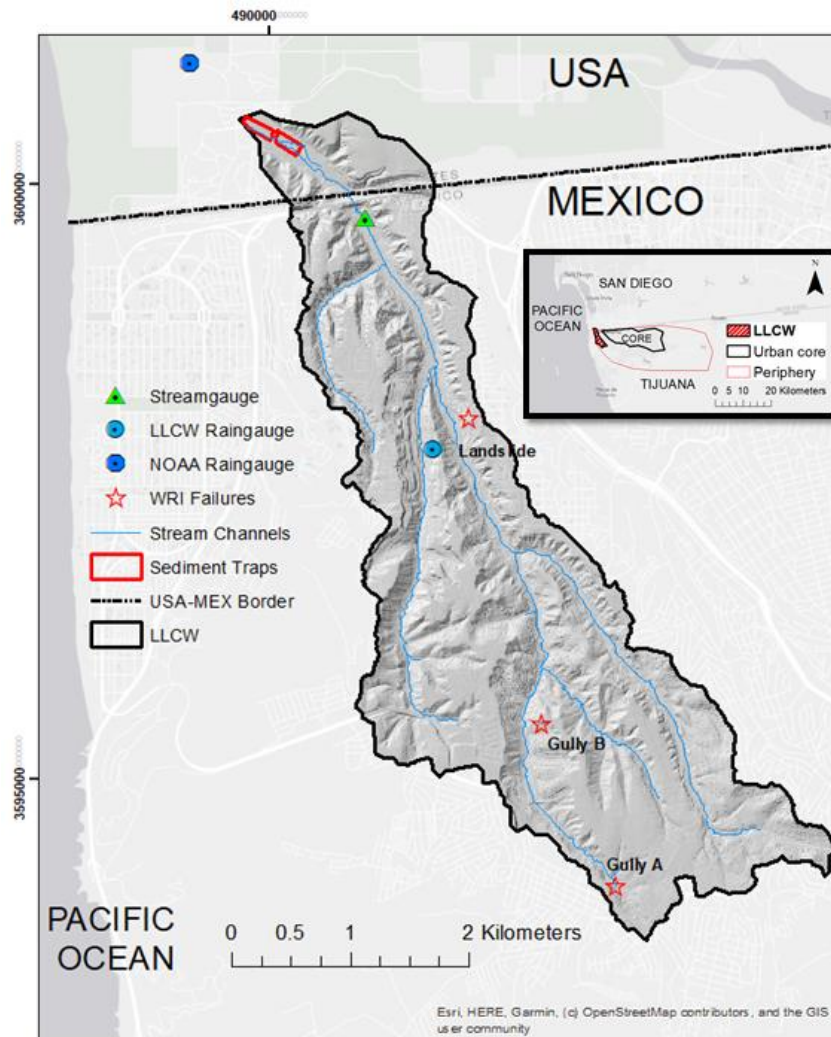 490000
3600000
3595000
USA
MEXICO
SAN DIEGO
PACIFIC
OCEAN
CORE
TIJUANA
N
LLCW
Urban core
Periphery
0 5 10 20 Kilometers
Streamgauge
LLCW Raingauge
NOAA Raingauge
WRI Failures
Stream Channels
Sediment Traps
USA-MEX Border
LLCW
Landslide
Gully B
Gully A
PACIFIC
OCEAN
0 0.5 1 2 Kilometers
Esri, HERE, Garmin, (c) OpenStreetMap contributors, and the GIS
user community